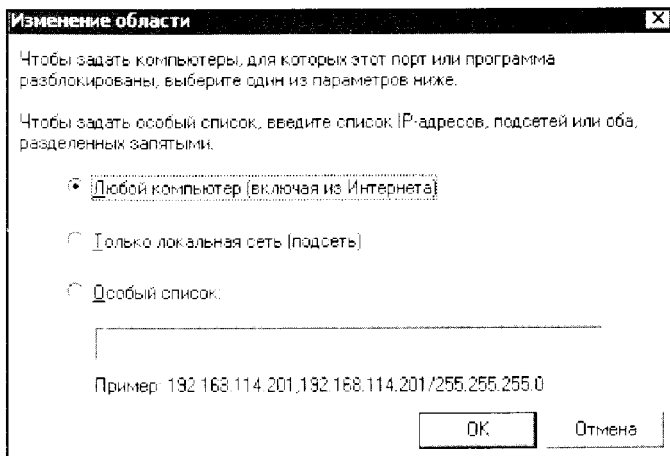 Изменение области
Чтобы задать компьютеры, для которых этот порт или программа
разблокированы, выберите один из параметров ниже.
Чтобы задать особый список, введите список IP-адресов, подсетей или оба,
разделенных запятыми.
Любой компьютер (включая из Интернета)
Только локальная сеть (подсеть)
Особый список:
Пример: 192.168.114.201,192.168.114.201/255.255.255.0
OK Отмена